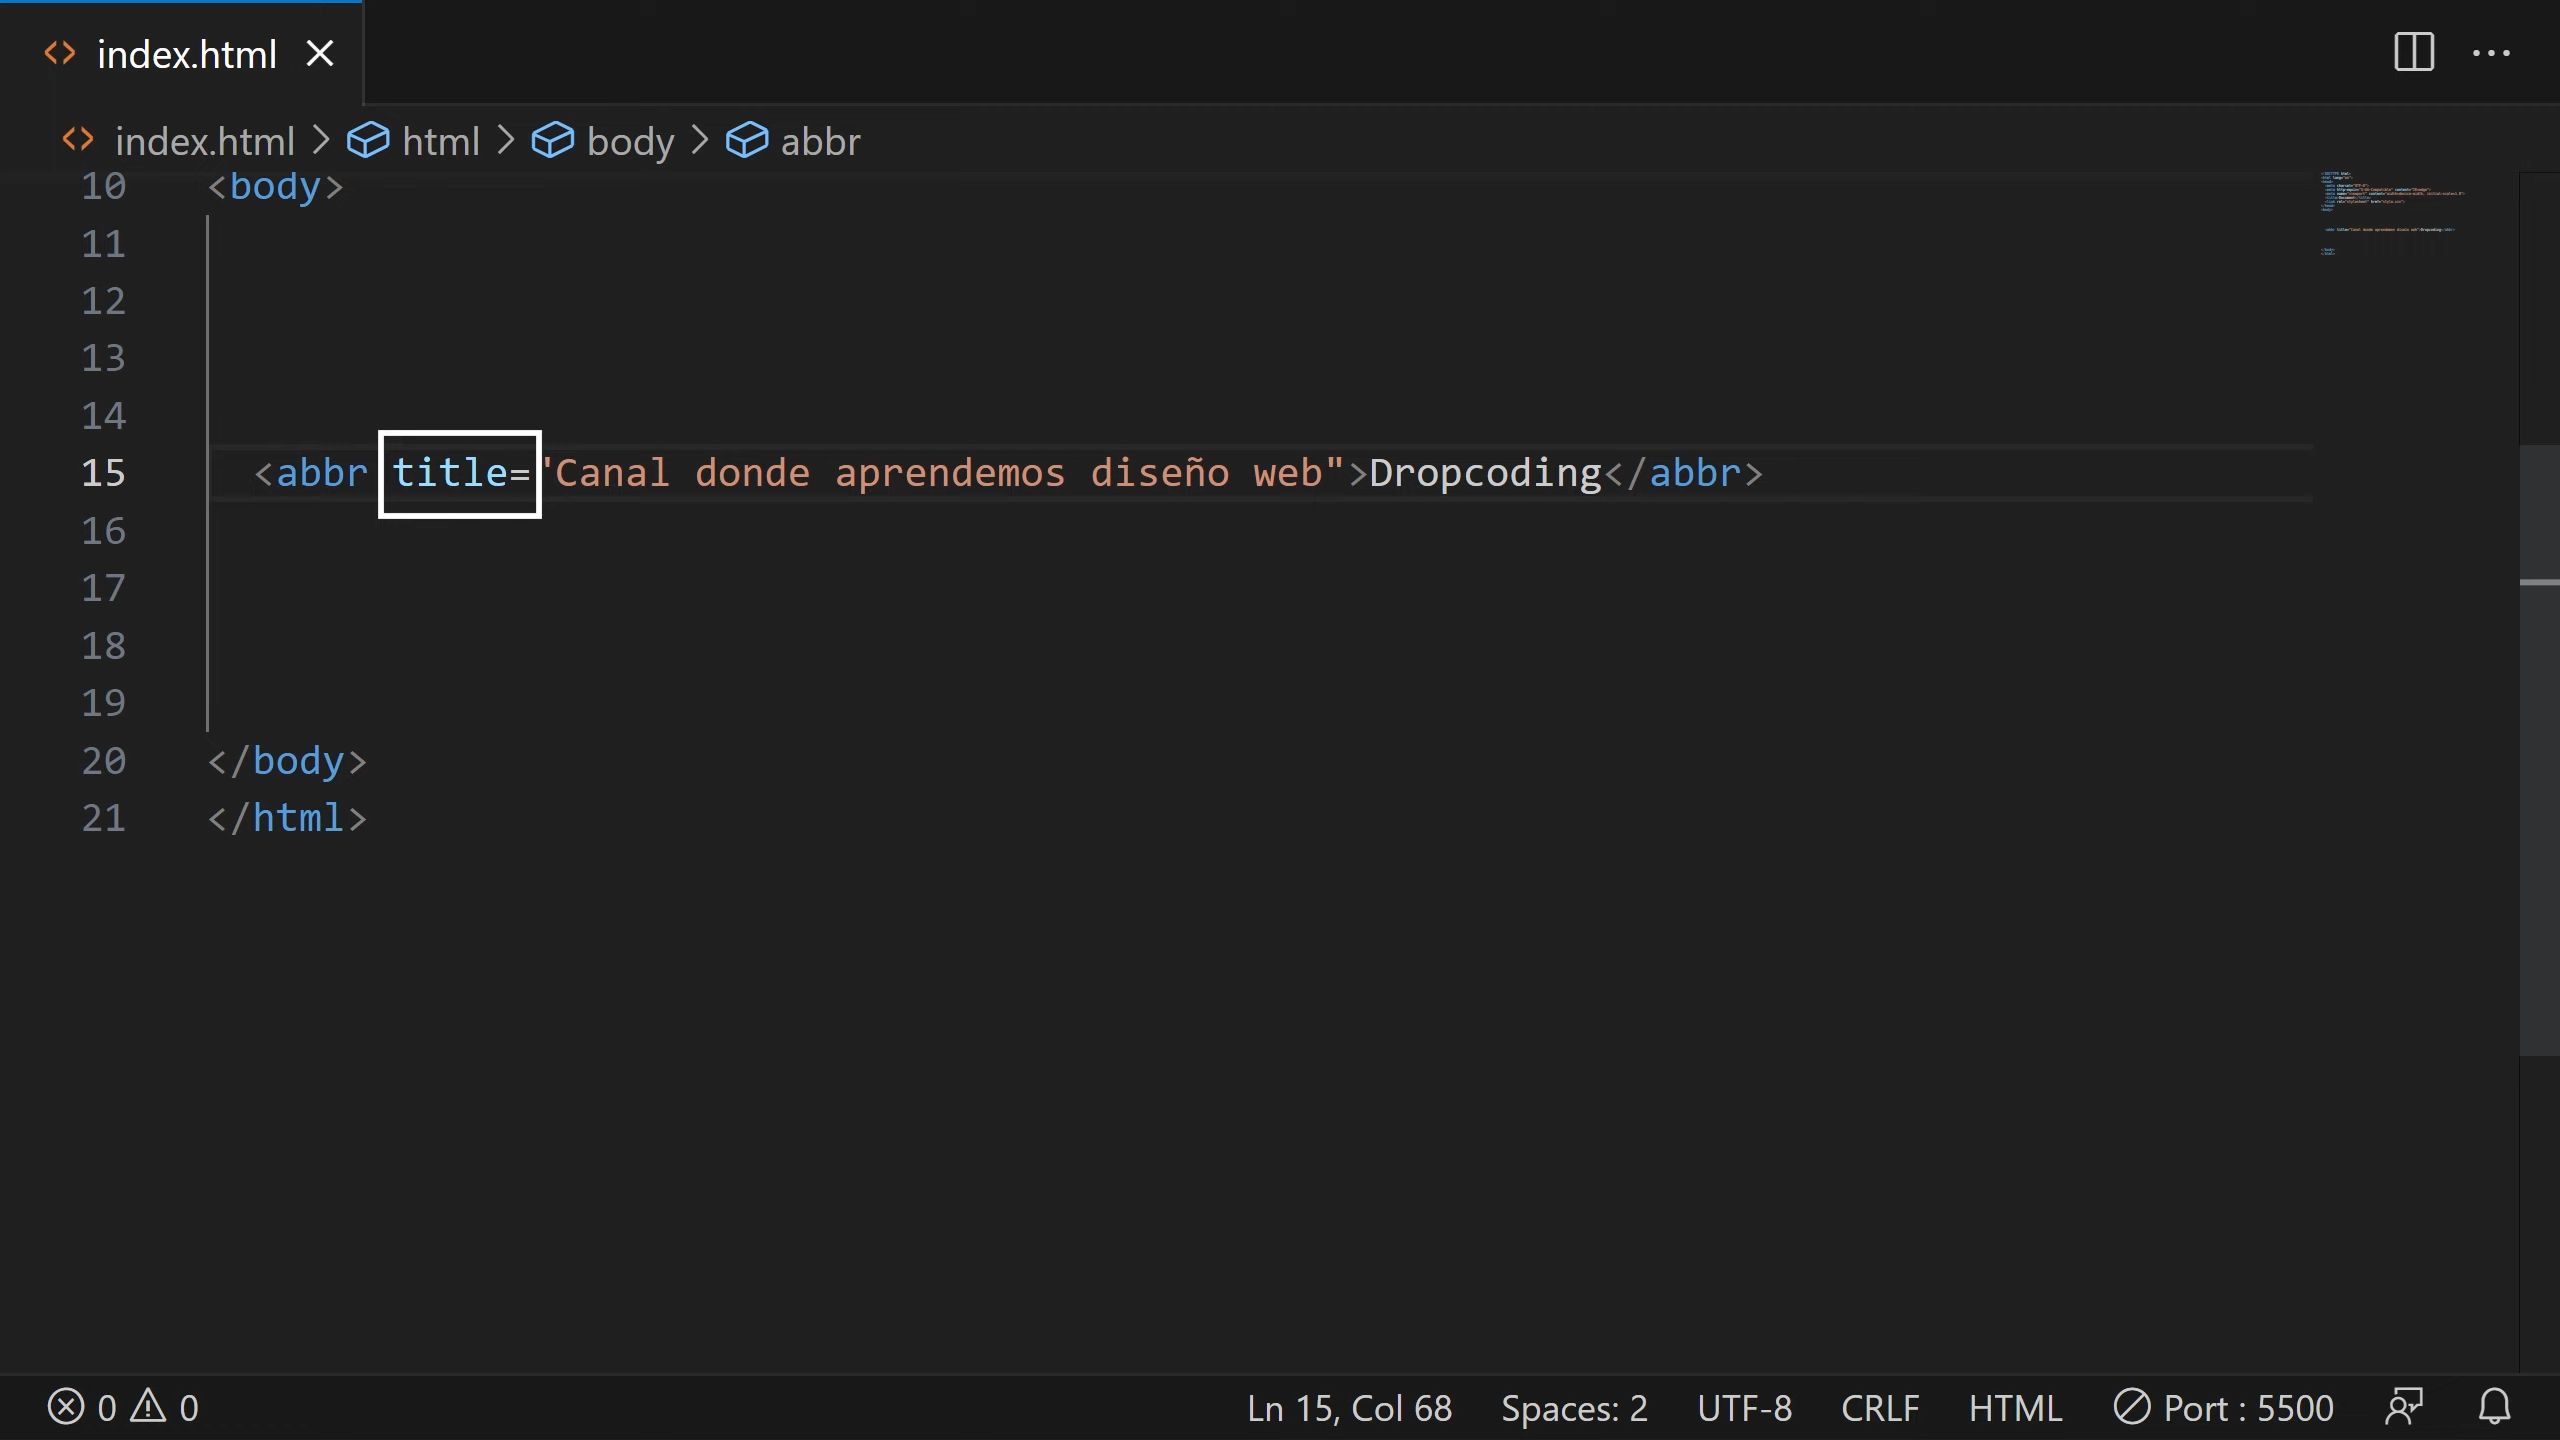 index.html
index.html > html > body > abbr
10 <body>
11
12
13
14
15 <abbr title="Canal donde aprendemos diseño web">Dropcoding</abbr>
16
17
18
19
20 </body>
21 </html>
0 0 Ln 15, Col 68 Spaces: 2 UTF-8 CRLF HTML Port : 5500